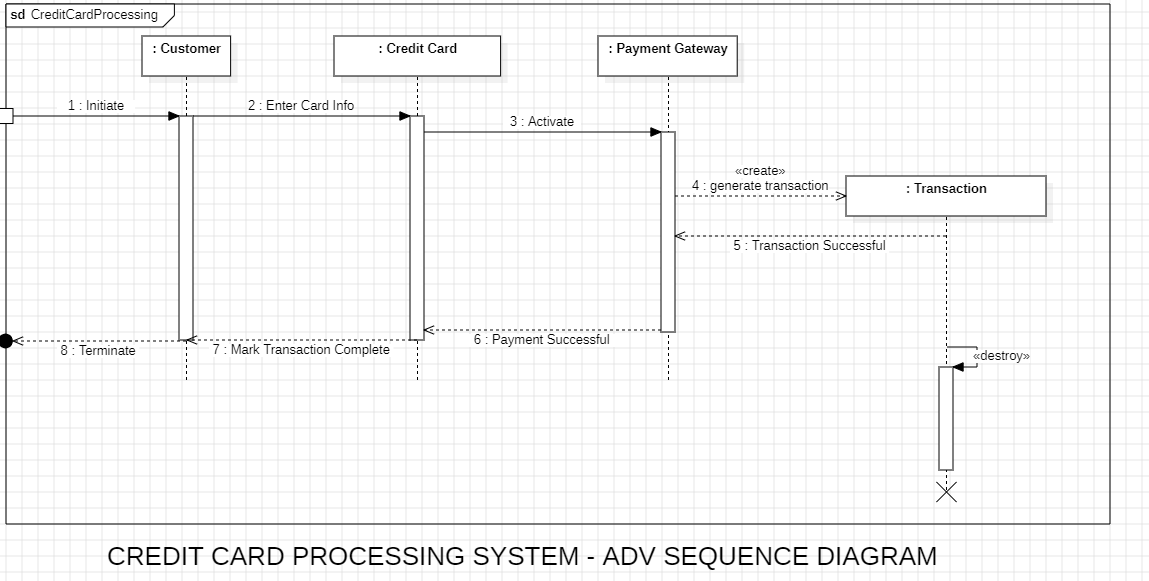 sd CreditCardProcessing
: Customer
: Credit Card
: Payment Gateway
1 : Initiate
2 : Enter Card Info
3 : Activate
«create»
4 : generate transaction
: Transaction
5 : Transaction Successful
6 : Payment Successful
7 : Mark Transaction Complete
8 : Terminate
«destroy»
CREDIT CARD PROCESSING SYSTEM - ADV SEQUENCE DIAGRAM